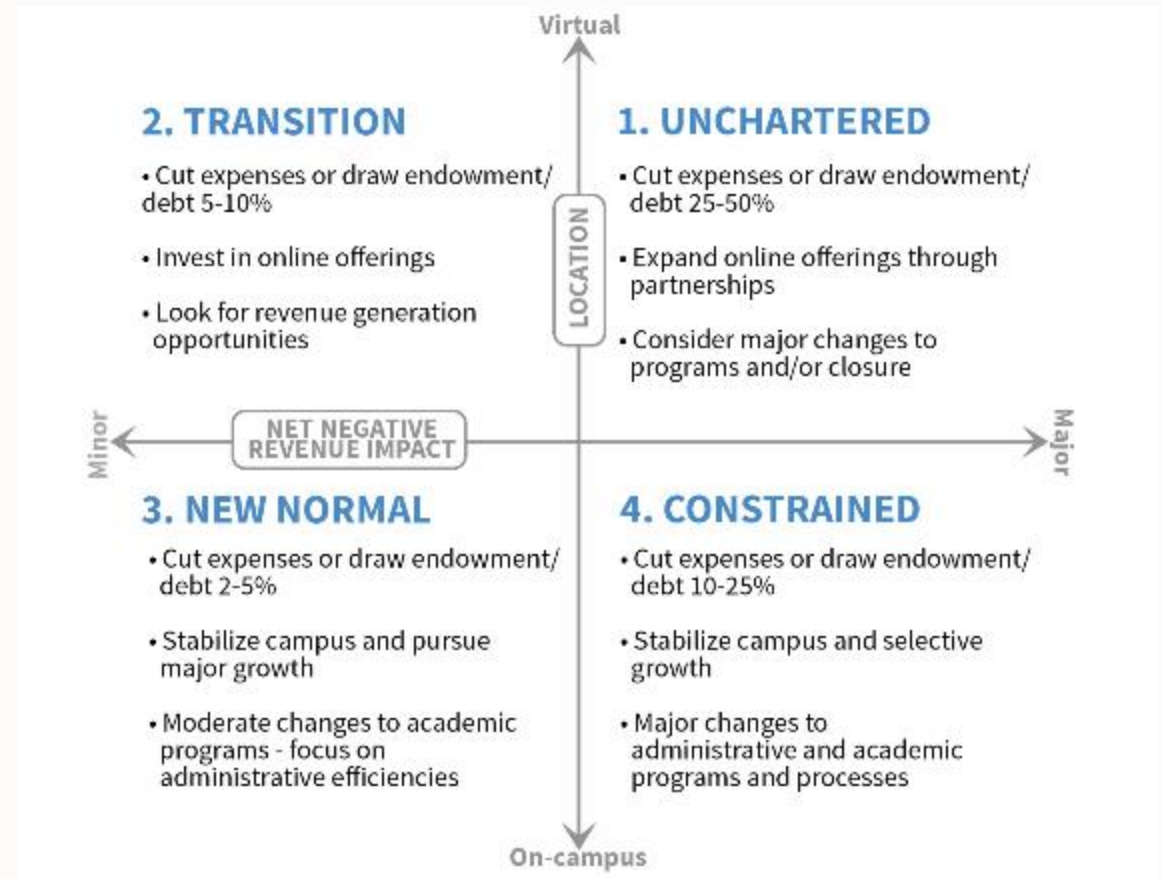 Virtual
2. TRANSITION
• Cut expenses or draw endowment/
debt 5-10%
• Invest in online offerings
• Look for revenue generation
opportunities
1. UNCHARTERED
• Cut expenses or draw endowment/
debt 25-50%
• Expand online offerings through
partnerships
• Consider major changes to
programs and/or closure
LOCATION
Minor
NET NEGATIVE
REVENUE IMPACT
Major
3. NEW NORMAL
• Cut expenses or draw endowment/
debt 2-5%
• Stabilize campus and pursue
major growth
• Moderate changes to academic
programs - focus on
administrative efficiencies
4. CONSTRAINED
• Cut expenses or draw endowment/
debt 10-25%
• Stabilize campus and selective
growth
• Major changes to
administrative and academic
programs and processes
On-campus